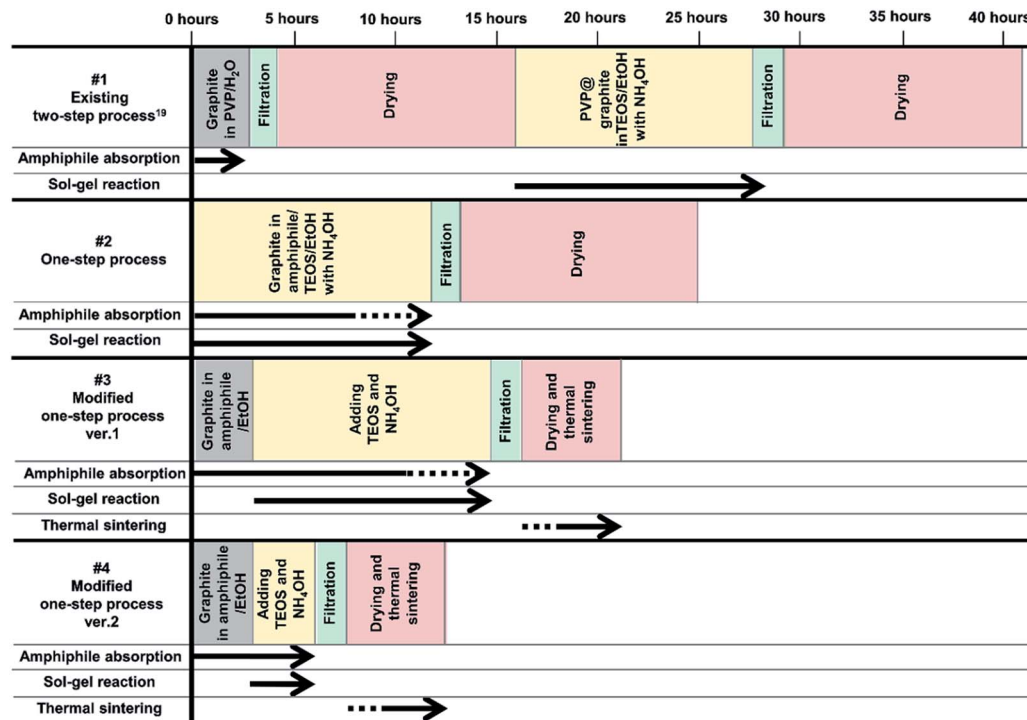 0 hours 5 hours 10 hours 15 hours 20 hours 25 hours 30 hours 35 hours 40 hours
#1
Existing
two-step process¹⁹
Graphite
in PVP/H₂O
Filtration
Drying
PVP@
graphite
inTEOS/EtOH
with NH₄OH
Filtration
Drying
Amphiphile absorption
Sol-gel reaction
#2
One-step process
Graphite in
amphiphile/
TEOS/EtOH
with NH₄OH
Filtration
Drying
Amphiphile absorption
Sol-gel reaction
#3
Modified
one-step process
ver.1
Graphite in
amphiphile
/EtOH
Adding
TEOS and
NH₄OH
Filtration
Drying and
thermal
sintering
Amphiphile absorption
Sol-gel reaction
Thermal sintering
#4
Modified
one-step process
ver.2
Graphite
in amphiphile
/EtOH
Adding
TEOS and
NH₄OH
Filtration
Drying and
thermal
sintering
Amphiphile absorption
Sol-gel reaction
Thermal sintering